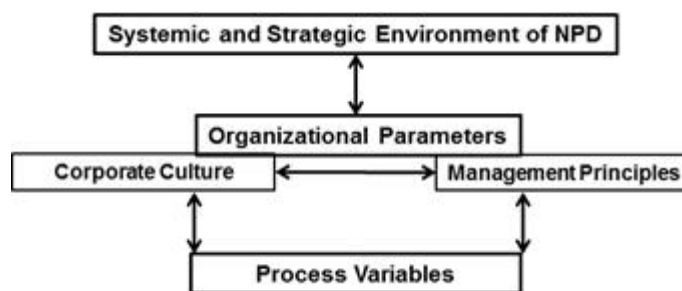 Systemic and Strategic Environment of NPD
Organizational Parameters
Corporate Culture
Management Principles
Process Variables